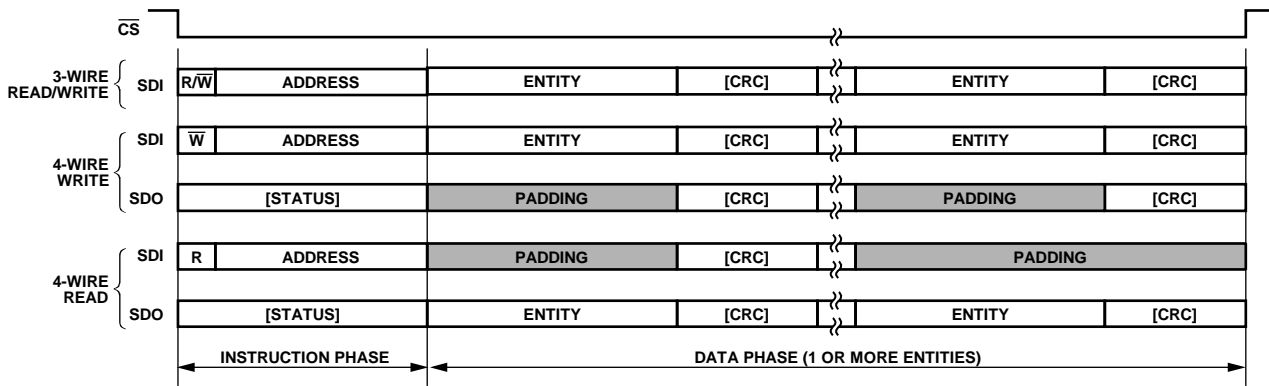 C̅S̅
3-WIRE
READ/WRITE
SDI R/W̅ ADDRESS ENTITY [CRC] ENTITY [CRC]
4-WIRE
WRITE
SDI W̅ ADDRESS ENTITY [CRC] ENTITY [CRC]
SDO [STATUS] PADDING [CRC] PADDING [CRC]
4-WIRE
READ
SDI R ADDRESS PADDING [CRC] PADDING
SDO [STATUS] ENTITY [CRC] ENTITY [CRC]
INSTRUCTION PHASE DATA PHASE (1 OR MORE ENTITIES)